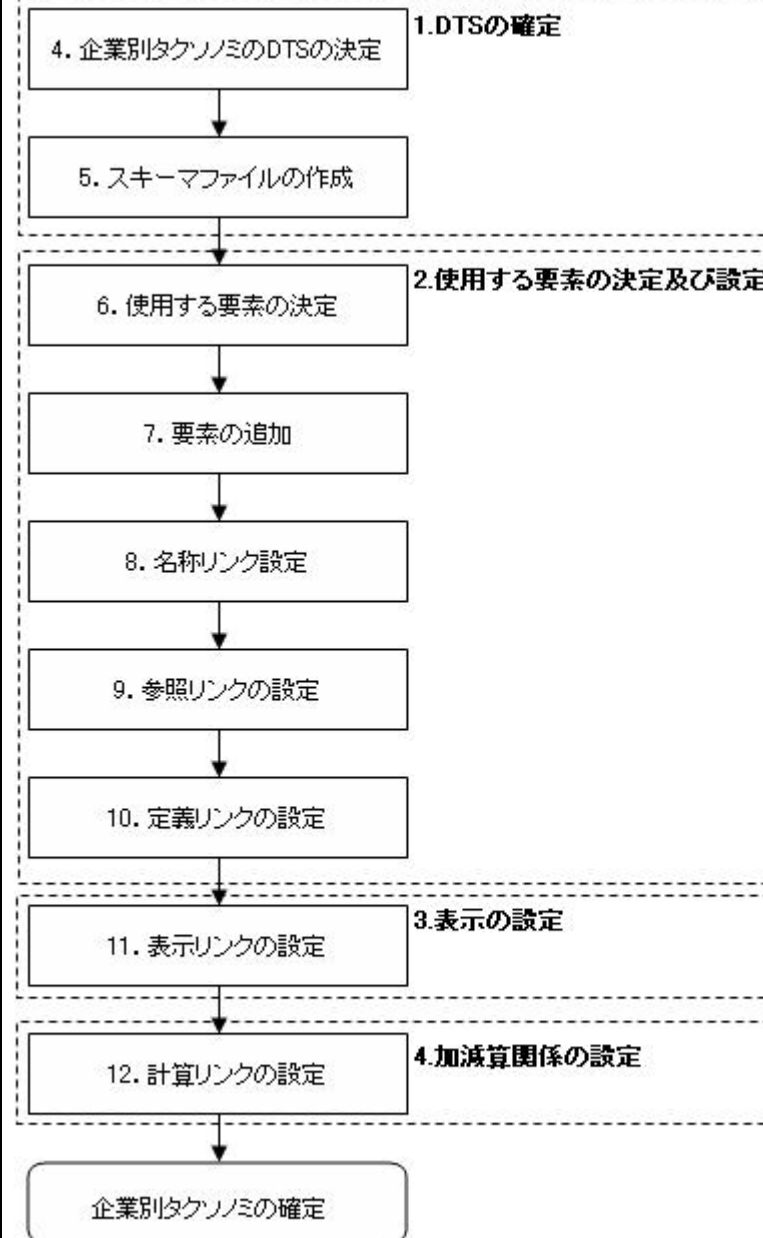 1.DTSの確定
4. 企業別タクソノミのDTSの決定
5. スキーマファイルの作成
2.使用する要素の決定及び設定
6. 使用する要素の決定
7. 要素の追加
8. 名称リンク設定
9. 参照リンクの設定
10. 定義リンクの設定
3.表示の設定
11. 表示リンクの設定
4.加減算関係の設定
12. 計算リンクの設定
企業別タクソノミの確定